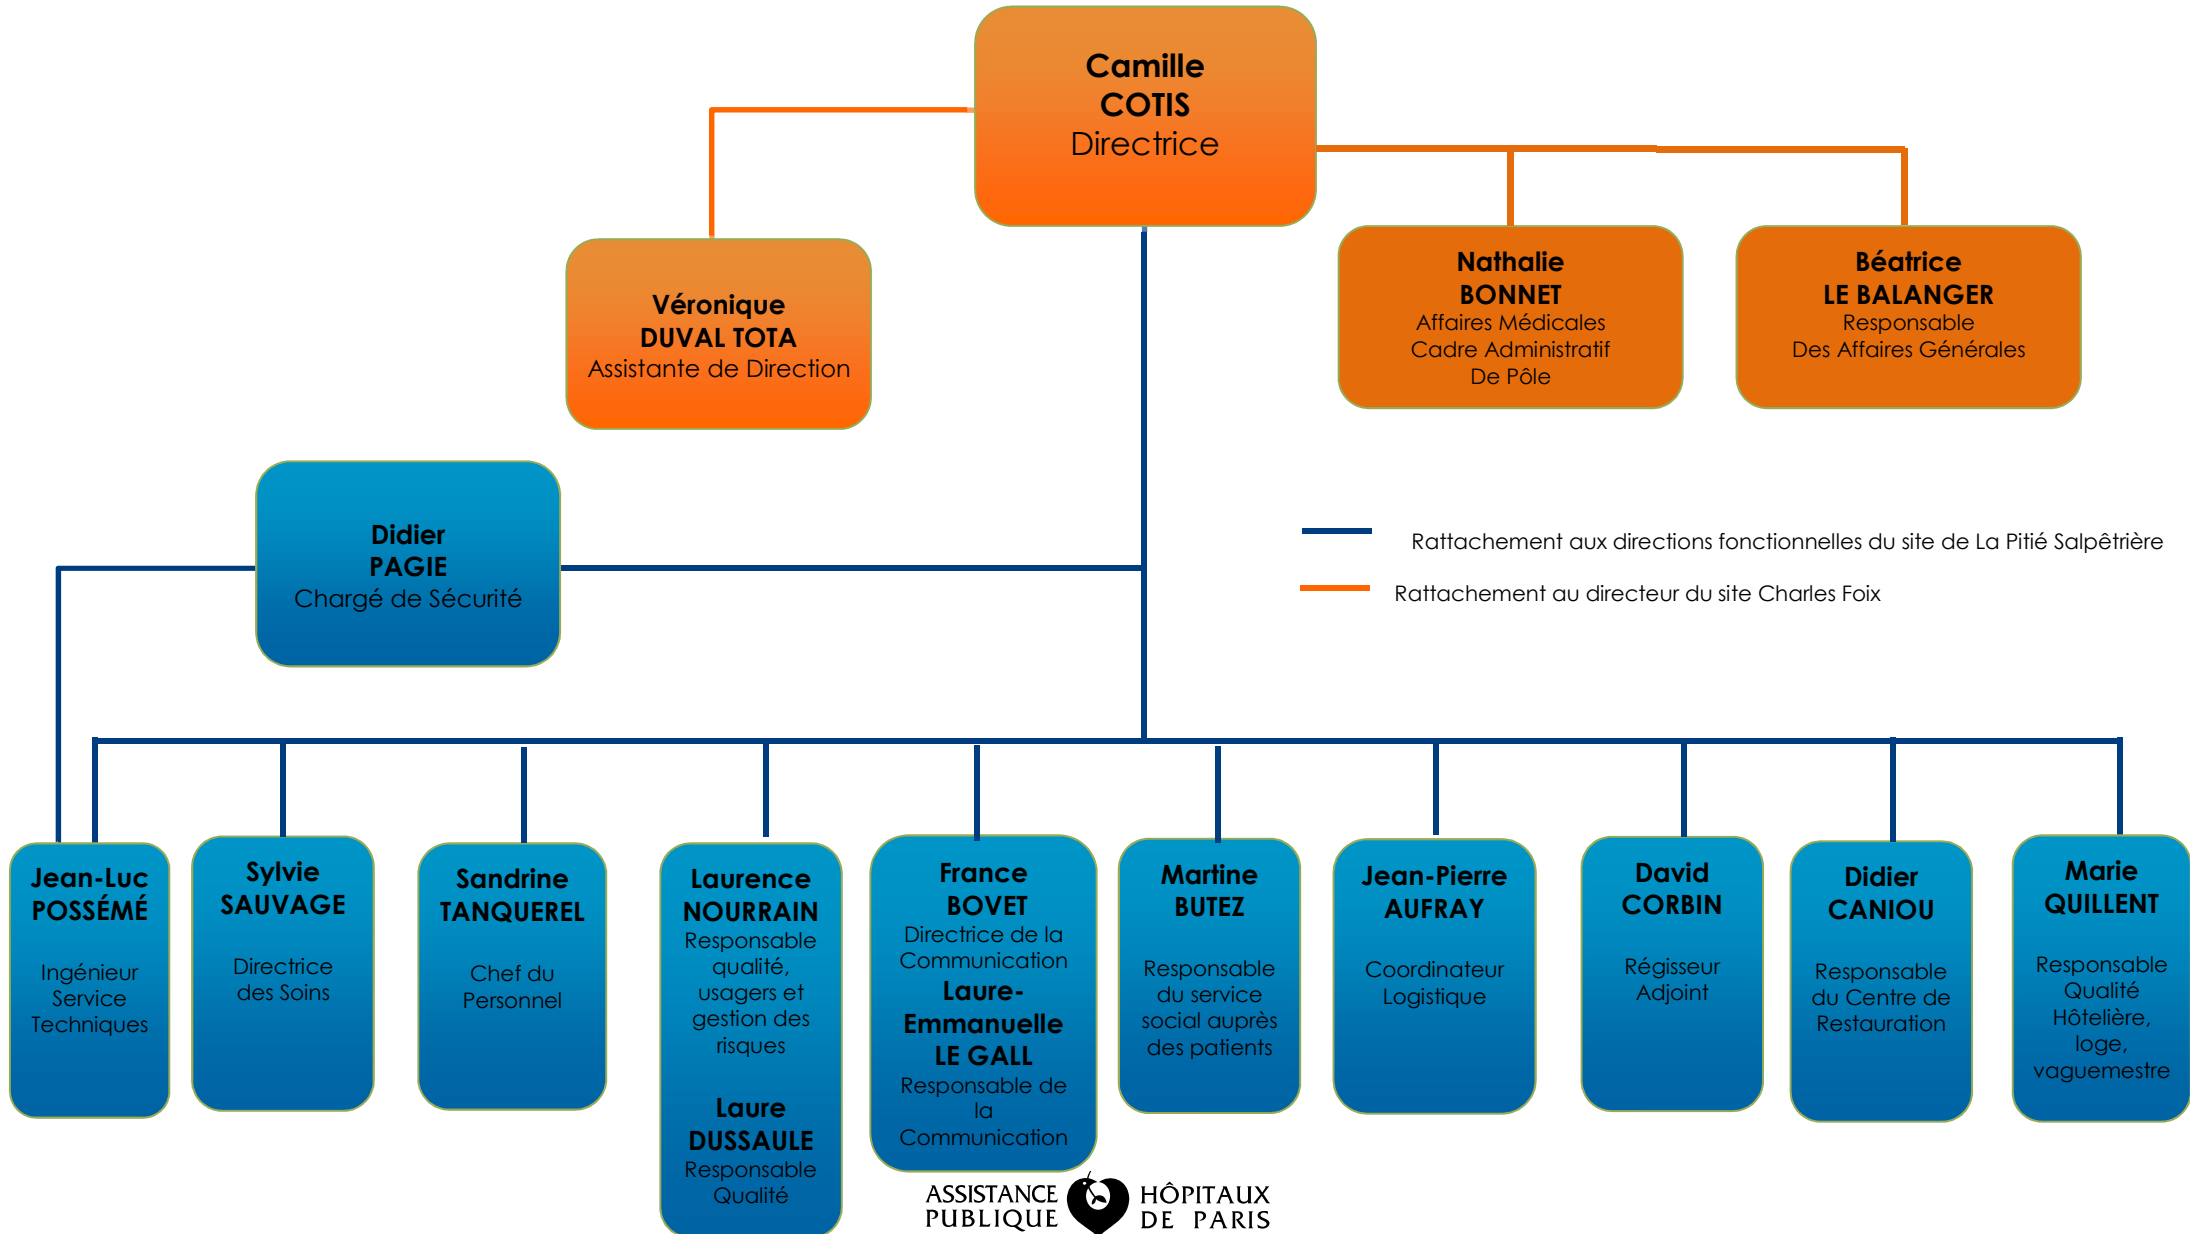 Camille
COTIS
Directrice
Véronique
DUVAL TOTA
Assistante de Direction
Nathalie
BONNET
Affaires Médicales
Cadre Administratif
De Pôle
Béatrice
LE BALANGER
Responsable
Des Affaires Générales
Didier
PAGIE
Chargé de Sécurité
Rattachement aux directions fonctionnelles du site de La Pitié Salpêtrière
Rattachement au directeur du site Charles Foix
Jean-Luc
POSSÉMÉ
Ingénieur
Service
Techniques
Sylvie
SAUVAGE
Directrice
des Soins
Sandrine
TANQUEREL
Chef du
Personnel
Laurence
NOURRAIN
Responsable
qualité,
usagers et
gestion des
risques
Laure
DUSSAULE
Responsable
Qualité
France
BOVET
Directrice de la
Communication
Laure-
Emmanuelle
LE GALL
Responsable de
la
Communication
Martine
BUTEZ
Responsable
du service
social auprès
des patients
Jean-Pierre
AUFRAY
Coordinateur
Logistique
David
CORBIN
Régisseur
Adjoint
Didier
CANIOU
Responsable
du Centre de
Restauration
Marie
QUILLENT
Responsable
Qualité
Hôtelière,
loge,
vaguemestre
ASSISTANCE HÔPITAUX
PUBLIQUE DE PARIS